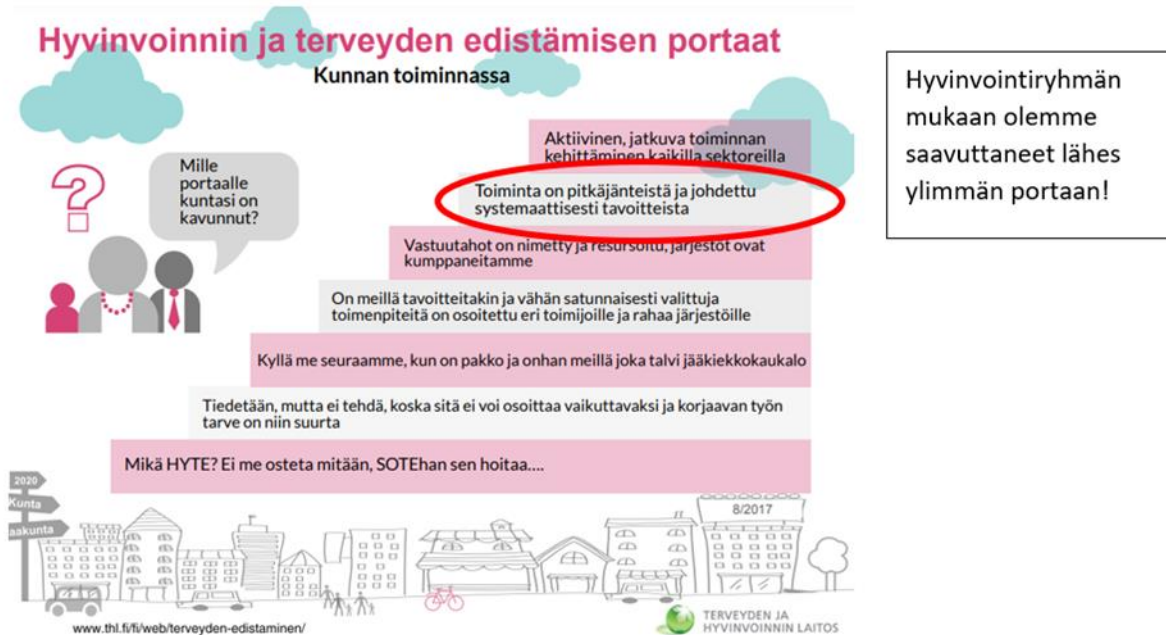 Hyvinvoinnin ja terveyden edistämisen portaat
Kunnan toiminnassa
Hyvinvointiryhmän
mukaan olemme
saavuttaneet lähes
ylimmän portaan!
Mille
portaalle
kuntasi on
kavunnut?
?
Aktiivinen, jatkuva toiminnan
kehittäminen kaikilla sektoreilla
Toiminta on pitkäjänteistä ja johdettu
systemaattisesti tavoitteista
Vastuutahot on nimetty ja resursoitu, järjestöt ovat
kumppaneitamme
On meillä tavoitteitakin ja vähän satunnaisesti valittuja
toimenpiteitä on osoitettu eri toimijoille ja rahaa järjestöille
Kyllä me seuraamme, kun on pakko ja onhan meillä joka talvi jääkiekkokaukalo
Tiedetään, mutta ei tehdä, koska sitä ei voi osoittaa vaikuttavaksi ja korjaavan työn
tarve on niin suurta
Mikä HYTE? Ei me osteta mitään, SOTEhan sen hoitaa....
2020
Kunta
aakunta
8/2017
www.thl.fi/fi/web/terveyden-edistaminen/
TERVEYDEN JA
HYVINVOINNIN LAITOS